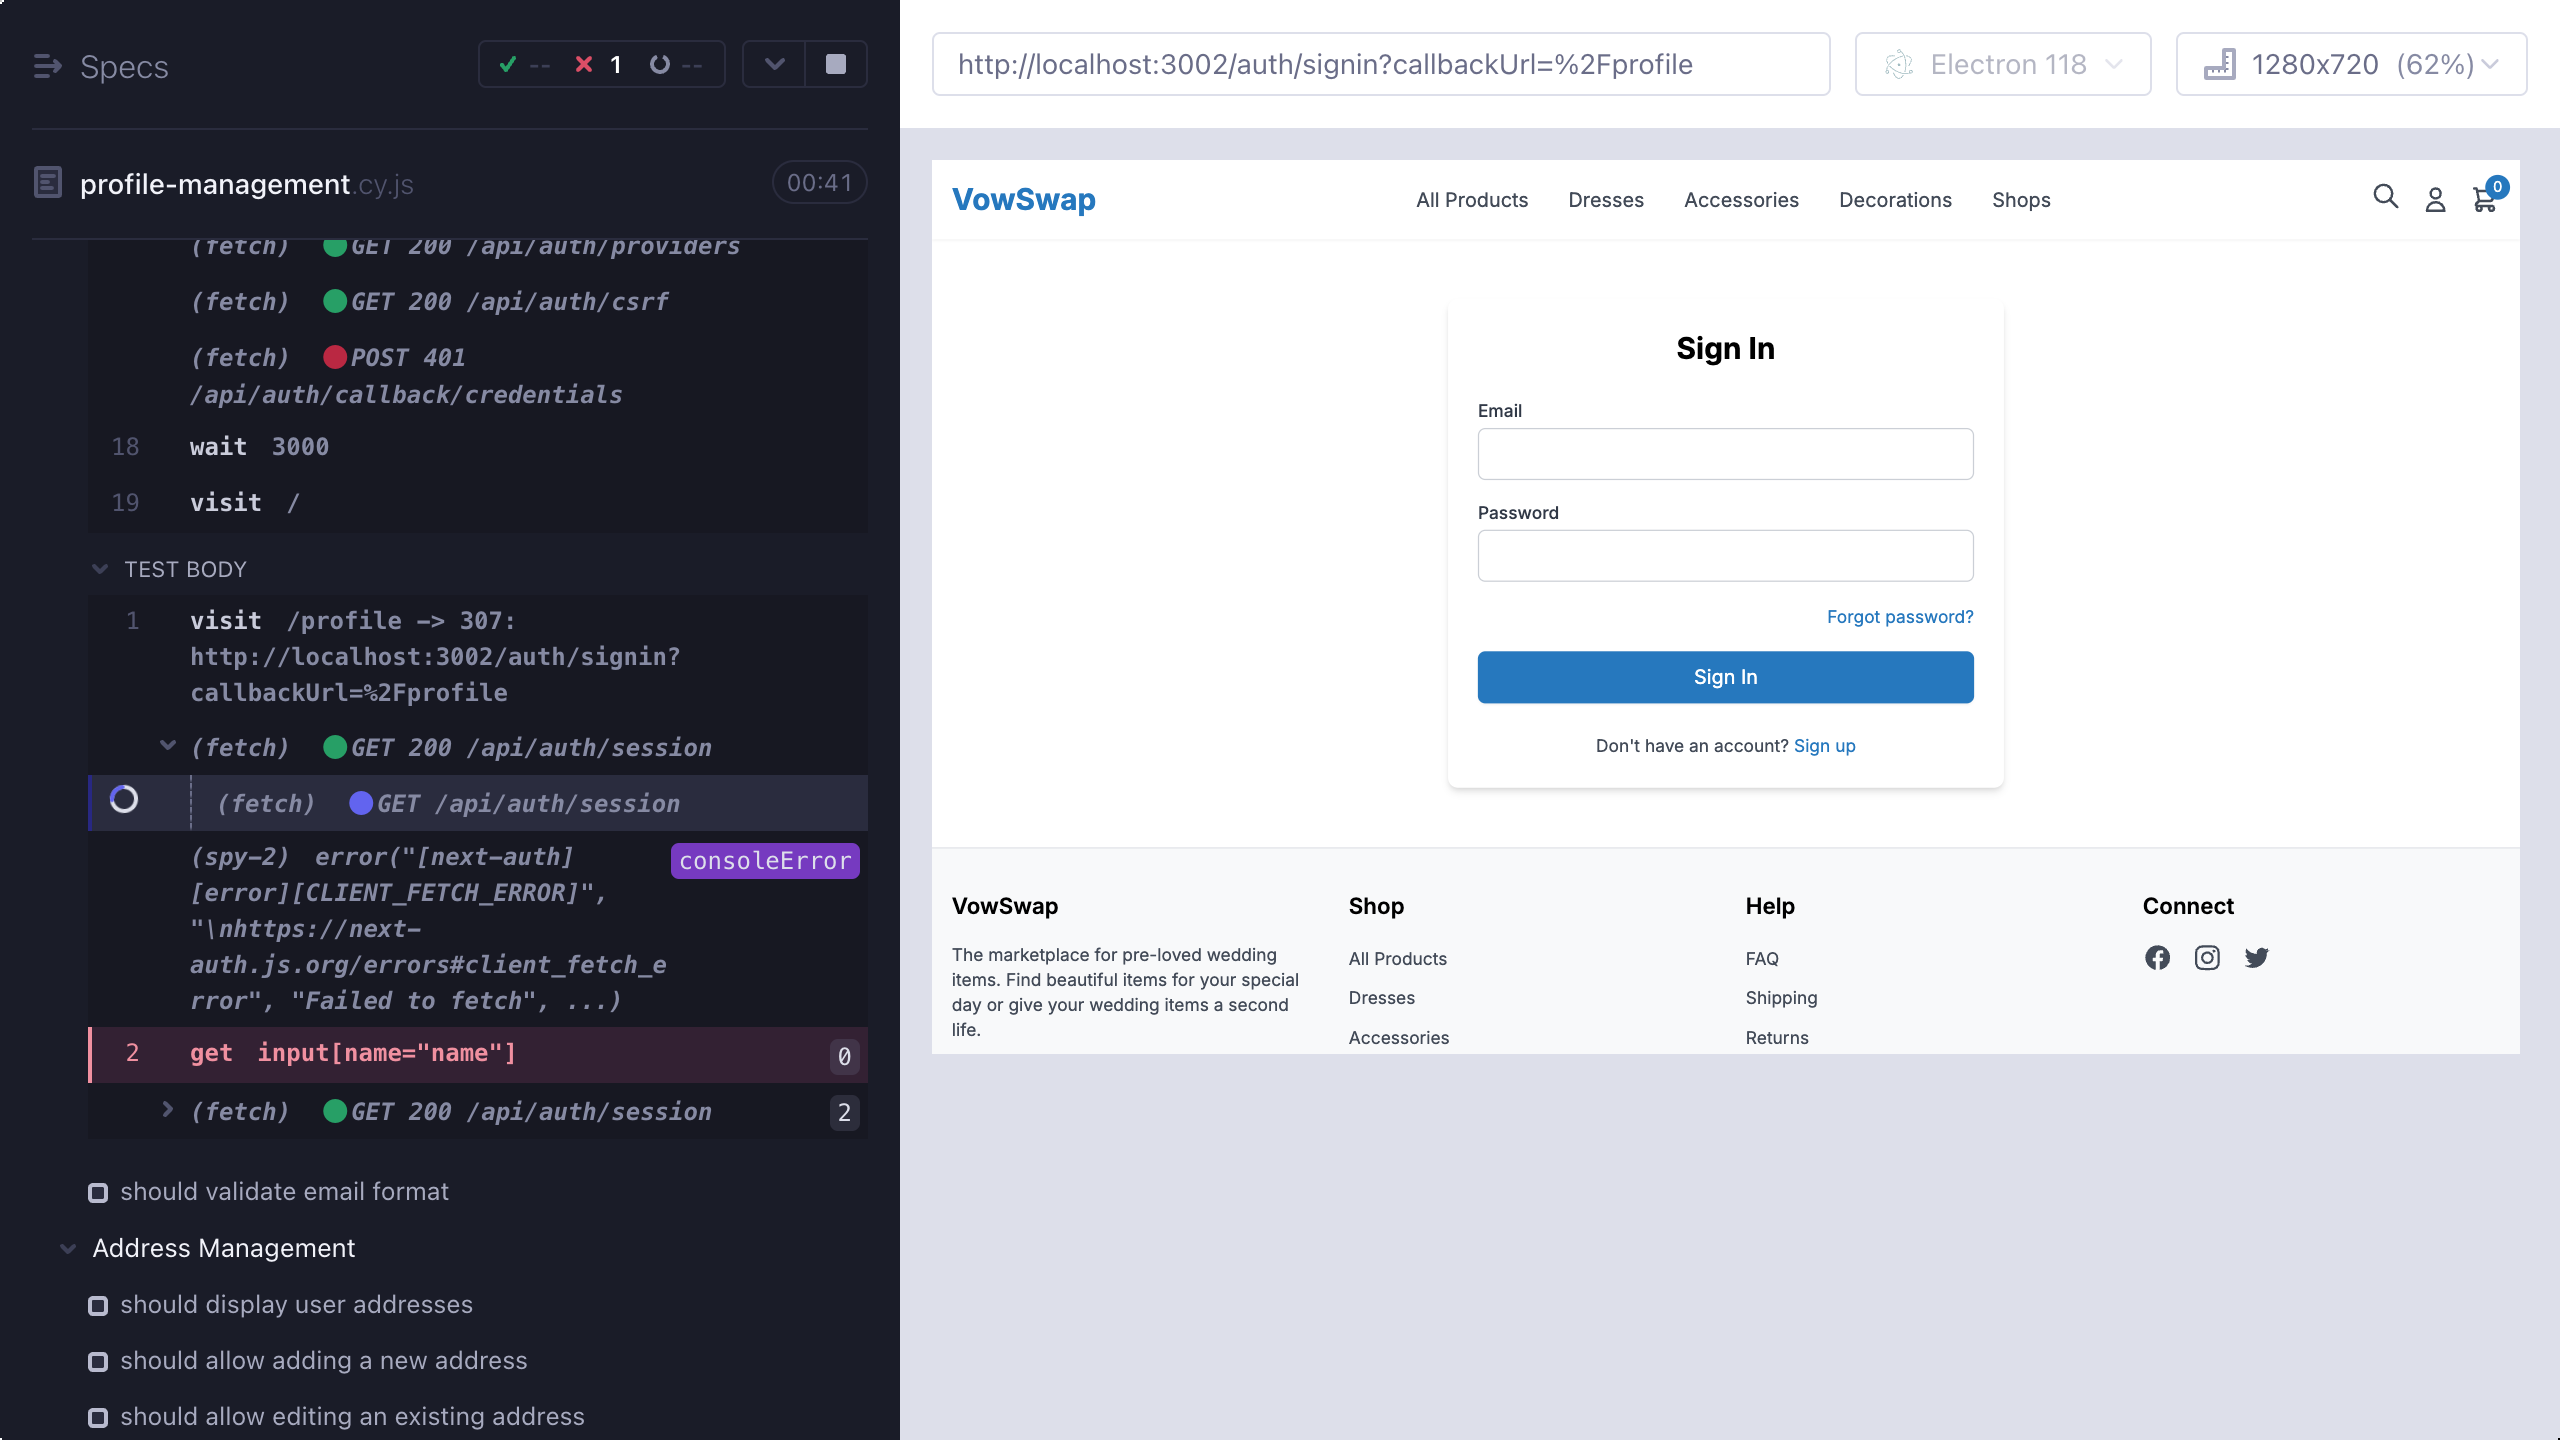 Specs
-- 1 --
profile-management.cy.js 00:41
(fetch) GET 200 /api/auth/providers
(fetch) GET 200 /api/auth/csrf
(fetch) POST 401
/api/auth/callback/credentials
18 wait 3000
19 visit /
TEST BODY
1 visit /profile -> 307:
http://localhost:3002/auth/signin?
callbackUrl=%2Fprofile
(fetch) GET 200 /api/auth/session
(fetch) GET /api/auth/session
(spy-2) error("[next-auth] consoleError
[error][CLIENT_FETCH_ERROR]",
"\nhttps://next-
auth.js.org/errors#client_fetch_e
rror", "Failed to fetch", ...)
2 get input[name="name"] 0
(fetch) GET 200 /api/auth/session 2
should validate email format
Address Management
should display user addresses
should allow adding a new address
should allow editing an existing address
http://localhost:3002/auth/signin?callbackUrl=%2Fprofile
Electron 118
1280x720 (62%)
VowSwap
All Products Dresses Accessories Decorations Shops
0
Sign In
Email
Password
Forgot password?
Sign In
Don't have an account? Sign up
VowSwap
The marketplace for pre-loved wedding
items. Find beautiful items for your special
day or give your wedding items a second
life.
Shop
All Products
Dresses
Accessories
Help
FAQ
Shipping
Returns
Connect